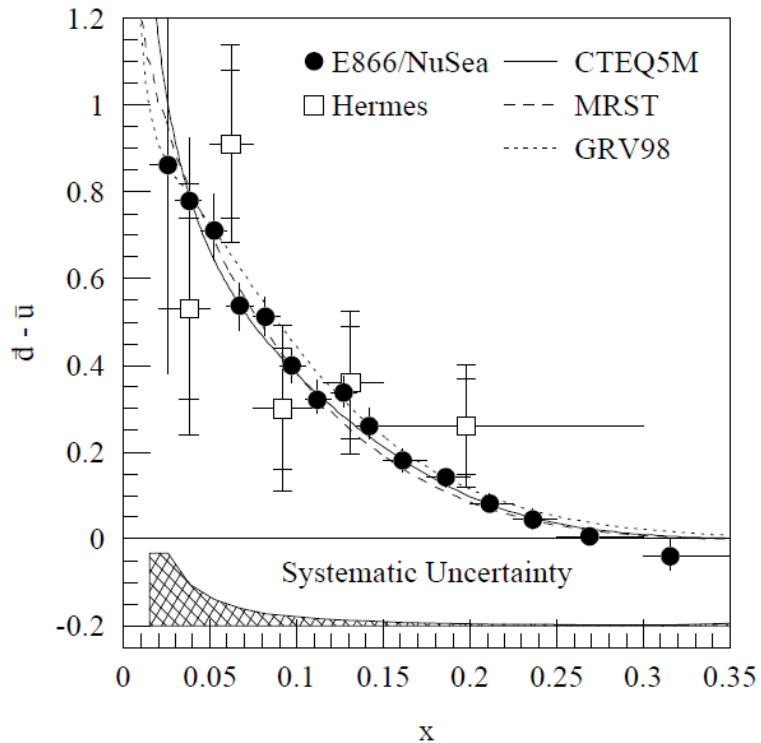 1.2
1
0.8
0.6
0.4
0.2
0
-0.2
d̄ - ū
E866/NuSea
Hermes
CTEQ5M
MRST
GRV98
Systematic Uncertainty
0 0.05 0.1 0.15 0.2 0.25 0.3 0.35
x